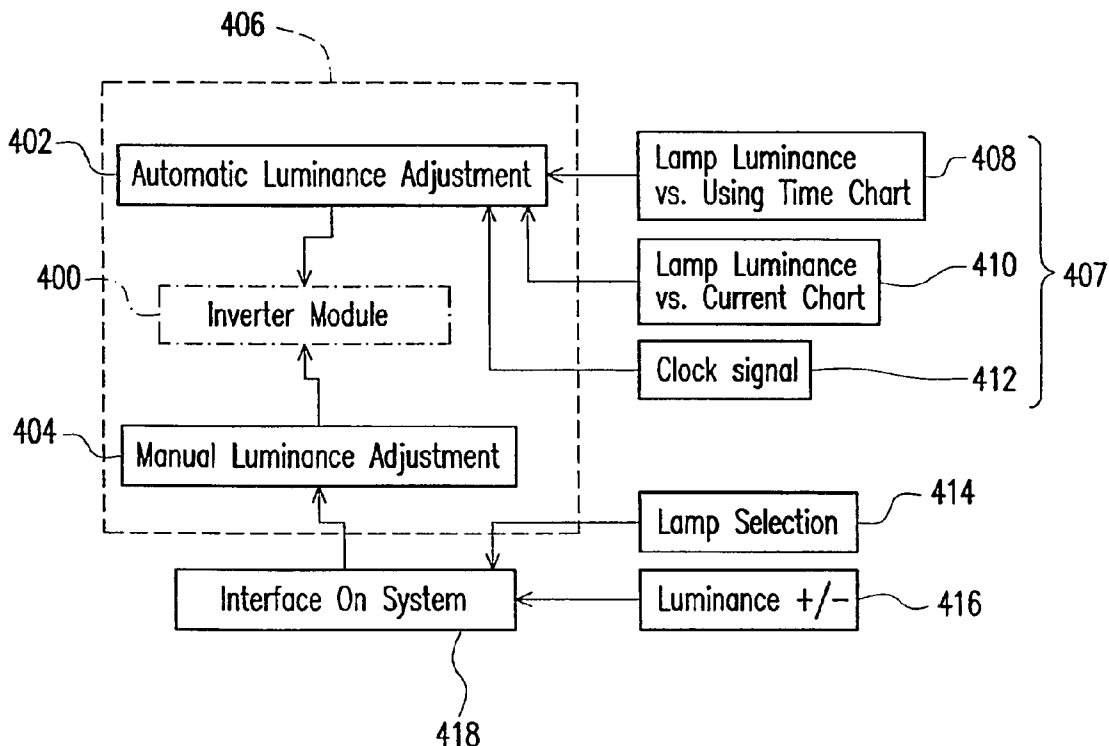 406
402
Automatic Luminance Adjustment
Lamp Luminance
vs. Using Time Chart
408
400
Inverter Module
Lamp Luminance
vs. Current Chart
410
407
Clock signal
412
404
Manual Luminance Adjustment
Lamp Selection
414
Interface On System
Luminance +/-
416
418